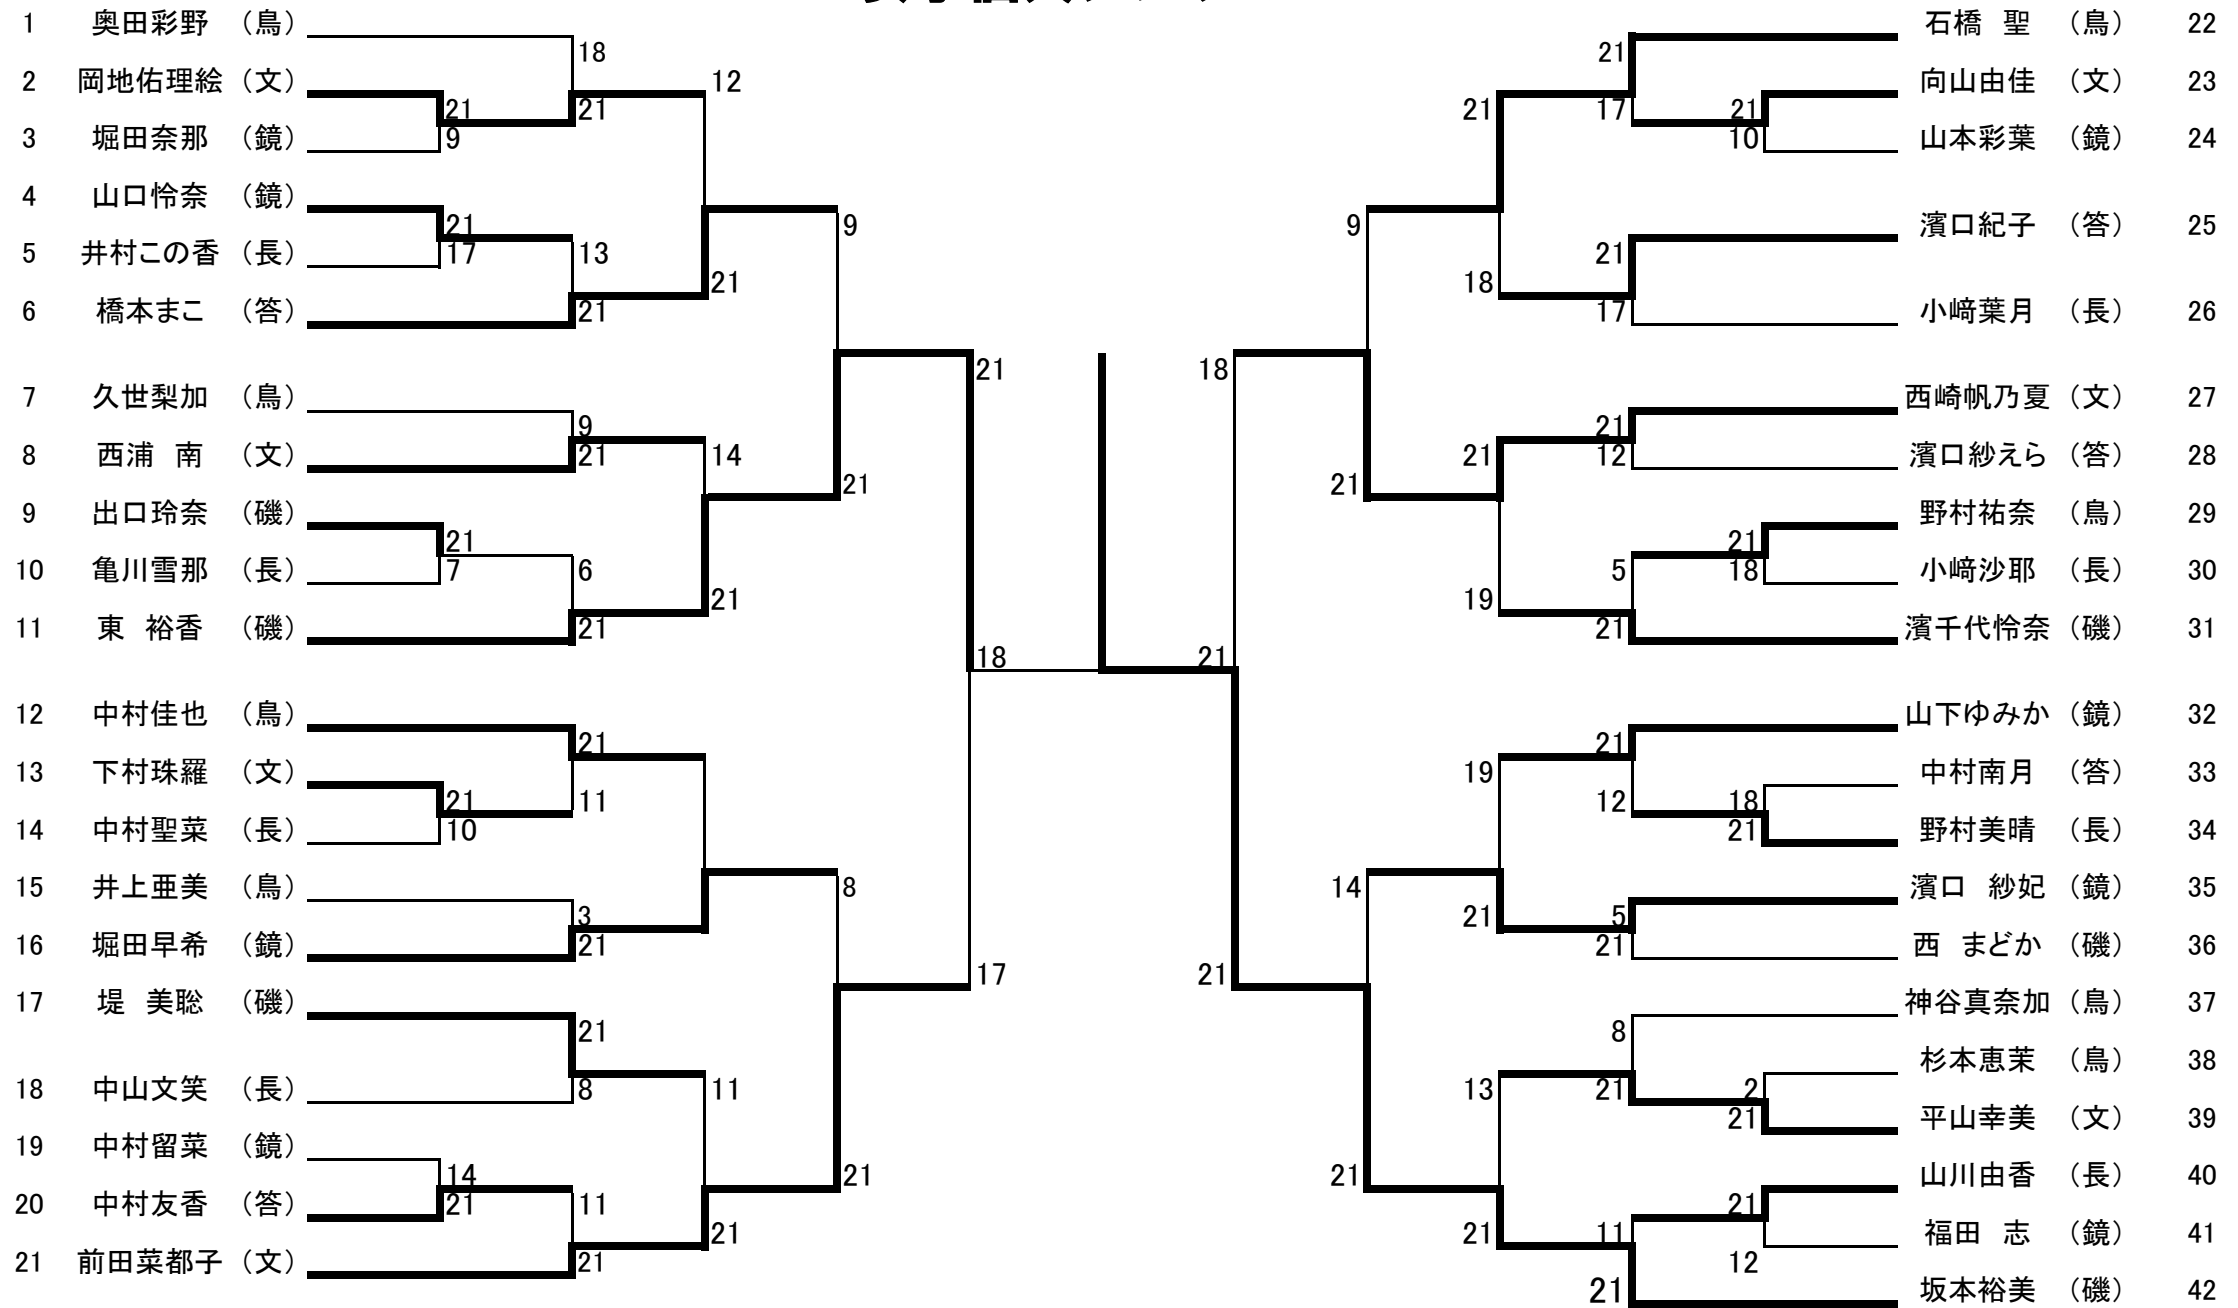 1 奥田彩野 (鳥)
18
2 岡地佑理絵 (文)
12
21
21
3 堀田奈那 (鏡)
9
4 山口怜奈 (鏡)
21
9
5 井村この香 (長)
17
13
21
6 橋本まこ (答)
21
21
7 久世梨加 (鳥)
9
8 西浦 南 (文)
21
14
21
9 出口玲奈 (磯)
21
10 亀川雪那 (長)
7
6
21
11 東 裕香 (磯)
21
18
12 中村佳也 (鳥)
21
13 下村珠羅 (文)
21
11
14 中村聖菜 (長)
10
15 井上亜美 (鳥)
8
3
16 堀田早希 (鏡)
21
17
17 堤 美聡 (磯)
21
18 中山文笑 (長)
8
11
19 中村留菜 (鏡)
14
21
20 中村友香 (答)
21
11
21
21 前田菜都子 (文)
21
石橋 聖 (鳥) 22
21
向山由佳 (文) 23
21
17
21
山本彩葉 (鏡) 24
10
濱口紀子 (答) 25
9
21
18
小﨑葉月 (長) 26
17
18
西崎帆乃夏 (文) 27
21
濱口紗えら (答) 28
12
21
21
野村祐奈 (鳥) 29
21
小﨑沙耶 (長) 30
18
5
19
濱千代怜奈 (磯) 31
21
21
山下ゆみか (鏡) 32
21
中村南月 (答) 33
19
12
18
野村美晴 (長) 34
21
濱口 紗妃 (鏡) 35
14
21
5
西 まどか (磯) 36
21
21
神谷真奈加 (鳥) 37
8
杉本恵茉 (鳥) 38
13
21
2
平山幸美 (文) 39
21
山川由香 (長) 40
21
21
福田 志 (鏡) 41
21
11
12
坂本裕美 (磯) 42
21